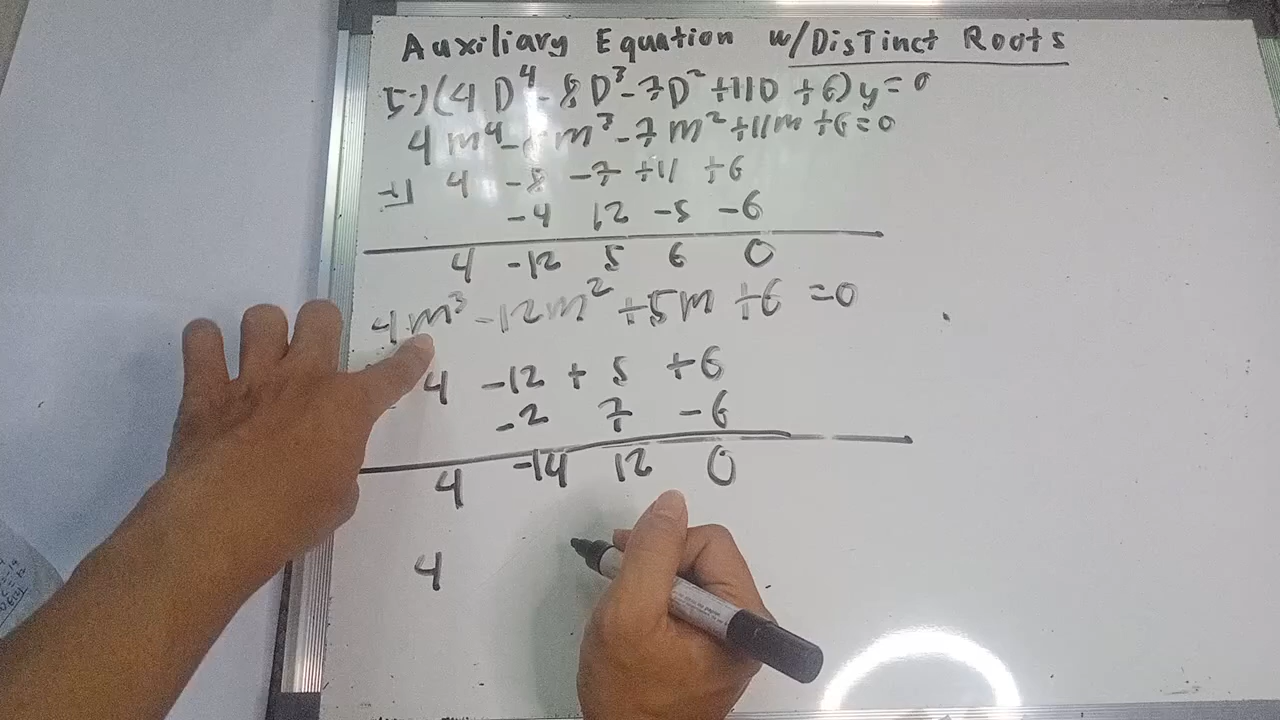 Auxiliary Equation w/Distinct Roots
5.) (4D⁴ - 8D³ - 7D² + 11D + 6)y = 0
4m⁴ - m³ - 7m² + 11m + 6 = 0
-1 4 -8 -7 +11 +6
-4 12 -5 -6
4 -12 5 6 0
4m³ - 12m² + 5m + 6 = 0
4 -12 + 5 +6
-2 7 -6
4 -14 12 0
4